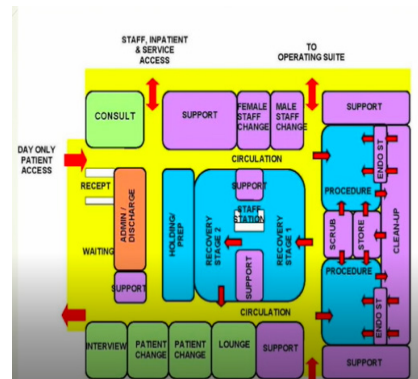 STAFF, INPATIENT
& SERVICE
ACCESS
TO
OPERATING SUITE
CONSULT
SUPPORT
FEMALE
STAFF
CHANGE
MALE
STAFF
CHANGE
SUPPORT
DAY ONLY
PATIENT
ACCESS
CIRCULATION
RECEPT
ADMIN /
DISCHARGE
WAITING
SUPPORT
HOLDING/
PREP
RECOVERY
STAGE 2
SUPPORT
STAFF
STATION
SUPPORT
RECOVERY
STAGE 1
PROCEDURE
ENDO ST
SCRUB
STORE
CLEAN-UP
PROCEDURE
ENDO ST
CIRCULATION
INTERVIEW
PATIENT
CHANGE
PATIENT
CHANGE
LOUNGE
SUPPORT
SUPPORT